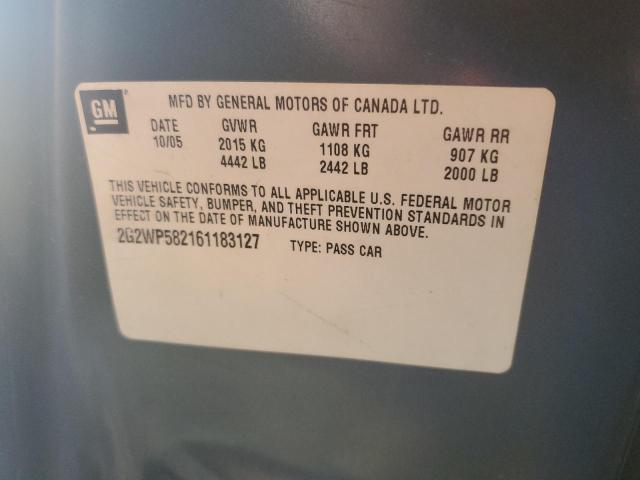 GM
MFD BY GENERAL MOTORS OF CANADA LTD.
DATE GVWR GAWR FRT GAWR RR
10/05 2015 KG 1108 KG 907 KG
4442 LB 2442 LB 2000 LB
THIS VEHICLE CONFORMS TO ALL APPLICABLE U.S. FEDERAL MOTOR
VEHICLE SAFETY, BUMPER, AND THEFT PREVENTION STANDARDS IN
EFFECT ON THE DATE OF MANUFACTURE SHOWN ABOVE.
2G2WP582161183127 TYPE: PASS CAR